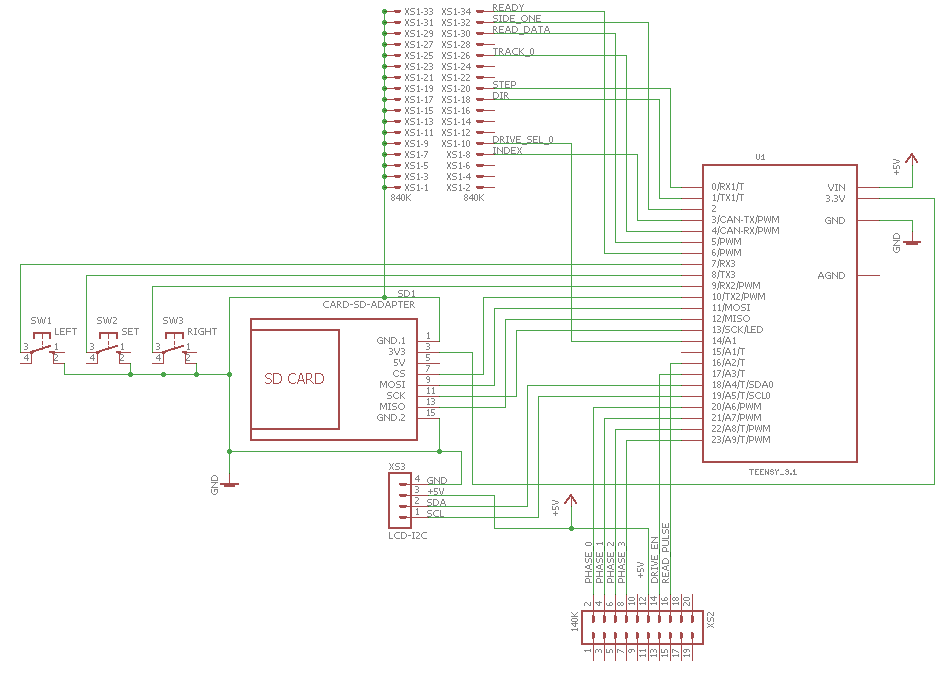 XS1-33 XS1-34 READY
XS1-31 XS1-32 SIDE_ONE
XS1-29 XS1-30 READ_DATA
XS1-27 XS1-28
XS1-25 XS1-26 TRACK_0
XS1-23 XS1-24
XS1-21 XS1-22
XS1-19 XS1-20 STEP
XS1-17 XS1-18 DIR
XS1-15 XS1-16
XS1-13 XS1-14
XS1-11 XS1-12
XS1-9 XS1-10 DRIVE_SEL_0
XS1-7 XS1-8 INDEX
XS1-5 XS1-6
XS1-3 XS1-4
XS1-1 XS1-2
840K 840K
U1
0/RX1/T
1/TX1/T
2
3/CAN-TX/PWM
4/CAN-RX/PWM
5/PWM
6/PWM
7/RX3
8/TX3
9/RX2/PWM
10/TX2/PWM
11/MOSI
12/MISO
13/SCK/LED
14/A1
15/A1/T
16/A2/T
17/A3/T
18/A4/T/SDA0
19/A5/T/SCL0
20/A6/PWM
21/A7/PWM
22/A8/T/PWM
23/A9/T/PWM
VIN
3.3V
GND
AGND
TEENSY_3.1
+5V
GND
SW1
LEFT
3 1
4 2
SW2
SET
3 1
4 2
SW3
RIGHT
3 1
4 2
SD1
CARD-SD-ADAPTER
SD CARD
GND.1 1
3V3 3
5V 5
CS 7
MOSI 9
SCK 11
MISO 13
GND.2 15
GND
XS3
4 GND
3 +5V
2 SDA
1 SCL
LCD-I2C
+5V
PHASE_0
PHASE_1
PHASE_2
PHASE_3
+5V
DRIVE_EN
READ_PULSE
2 4 6 8 10 12 14 16 18 20
140K
XS2
1 3 5 7 9 11 13 15 17 19